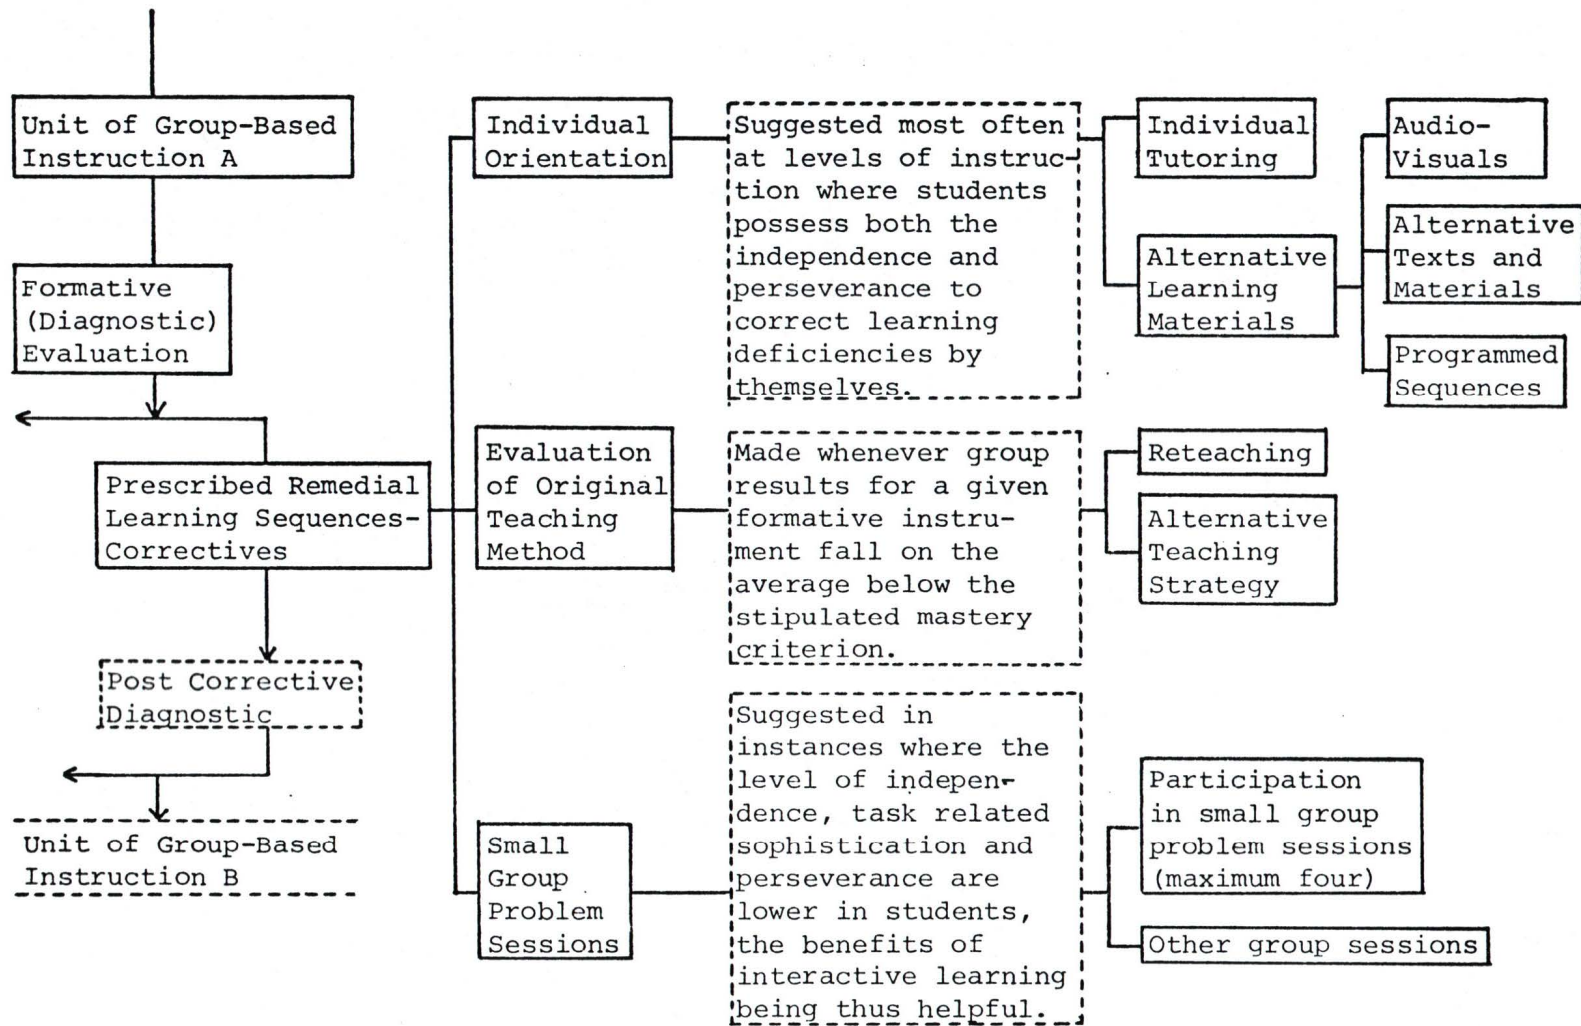 Unit of Group-Based
Instruction A
Formative
(Diagnostic)
Evaluation
Prescribed Remedial
Learning Sequences-
Correctives
Post Corrective
Diagnostic
Unit of Group-Based
Instruction B
Individual
Orientation
Suggested most often
at levels of instruc-
tion where students
possess both the
independence and
perseverance to
correct learning
deficiencies by
themselves.
Individual
Tutoring
Alternative
Learning
Materials
Audio-
Visuals
Alternative
Texts and
Materials
Programmed
Sequences
Evaluation
of Original
Teaching
Method
Made whenever group
results for a given
formative instru-
ment fall on the
average below the
stipulated mastery
criterion.
Reteaching
Alternative
Teaching
Strategy
Small
Group
Problem
Sessions
Suggested in
instances where the
level of indepen-
dence, task related
sophistication and
perseverance are
lower in students,
the benefits of
interactive learning
being thus helpful.
Participation
in small group
problem sessions
(maximum four)
Other group sessions